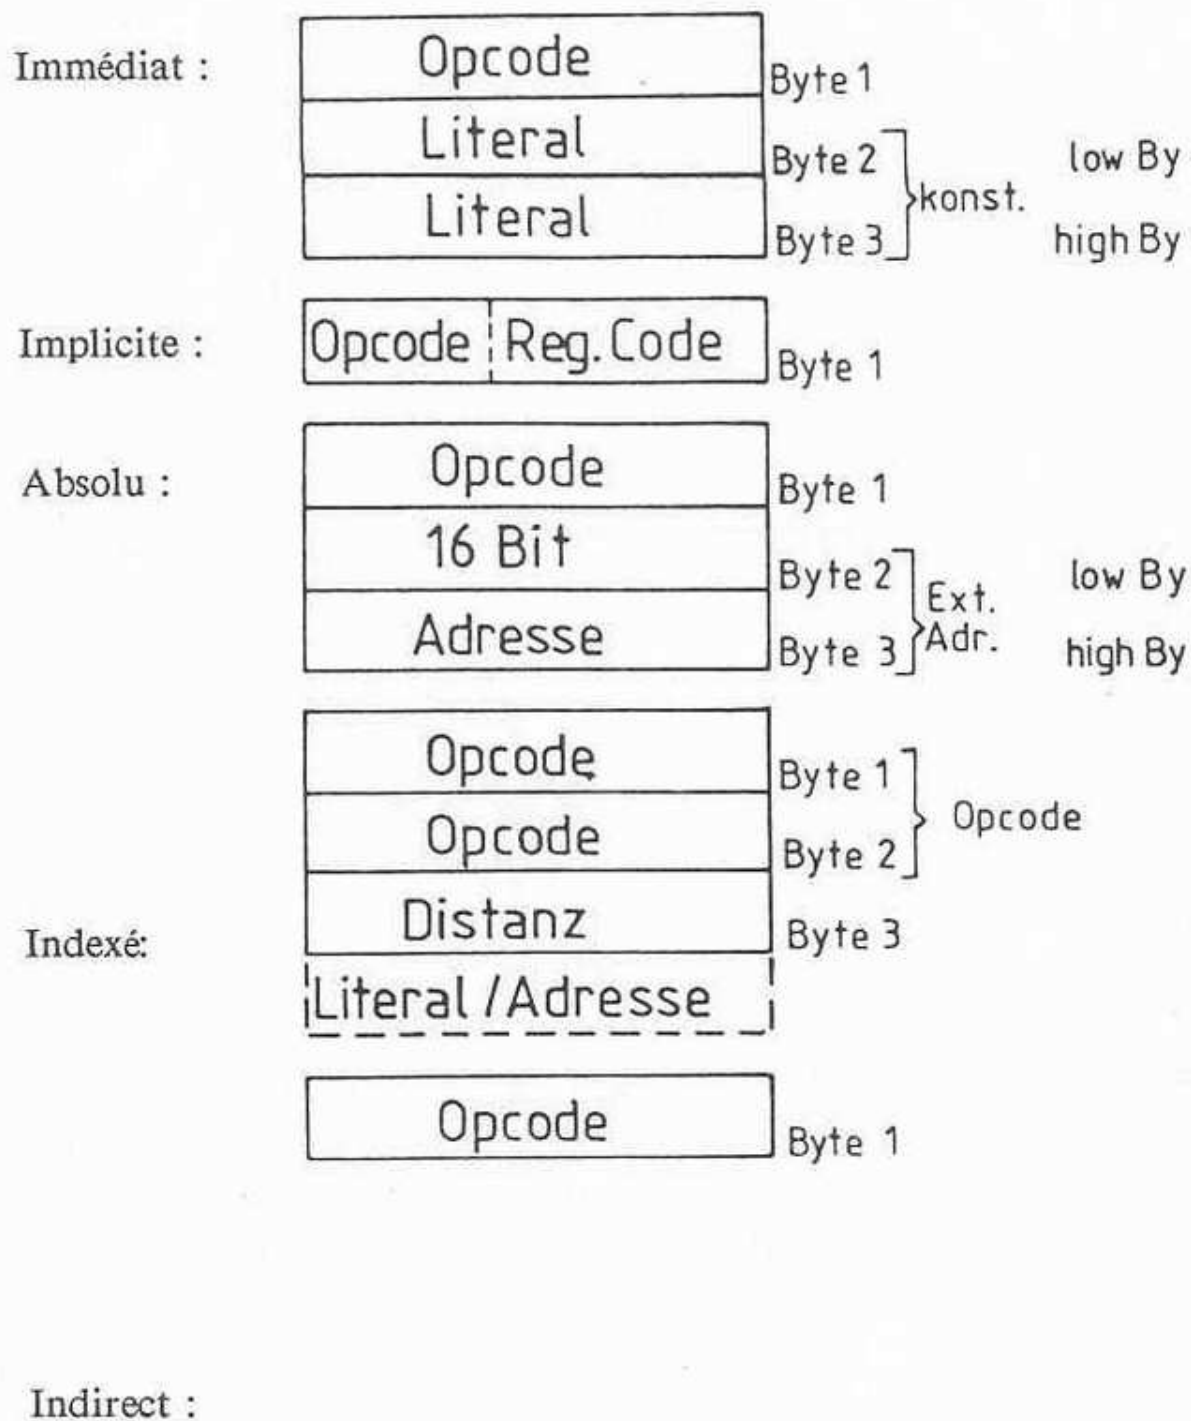 Immédiat :
Opcode
Byte 1
Literal
Byte 2
konst.
low By
Literal
Byte 3
high By
Implicite :
Opcode Reg. Code
Byte 1
Absolu :
Opcode
Byte 1
16 Bit
Byte 2
Ext.
Adr.
low By
Adresse
Byte 3
high By
Opcode
Byte 1
Opcode
Opcode
Byte 2
Indexé:
Distanz
Byte 3
Literal / Adresse
Opcode
Byte 1
Indirect :